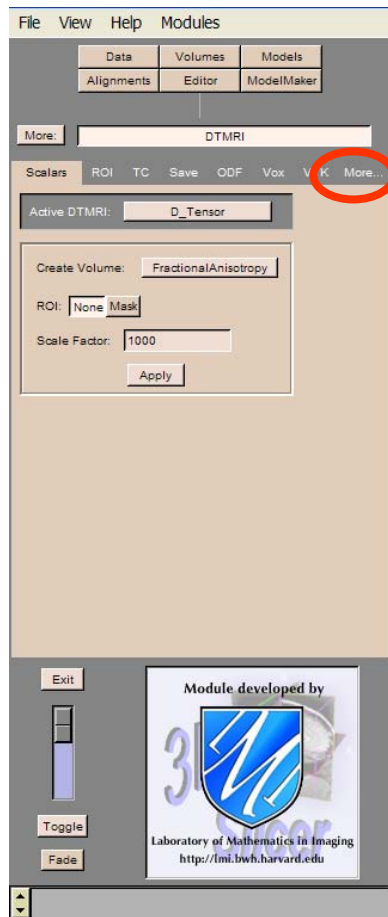 File View Help Modules
Data Volumes Models
Alignments Editor ModelMaker
More: DTMRI
Scalars ROI TC Save ODF Vox More...
Active DTMRI: D_Tensor
Create Volume: FractionalAnisotropy
ROI: None Mask
Scale Factor: 1000
Apply
Exit
Module developed by
3D
Slicer
Laboratory of Mathematics in Imaging
http://lmi.bwh.harvard.edu
Toggle
Fade